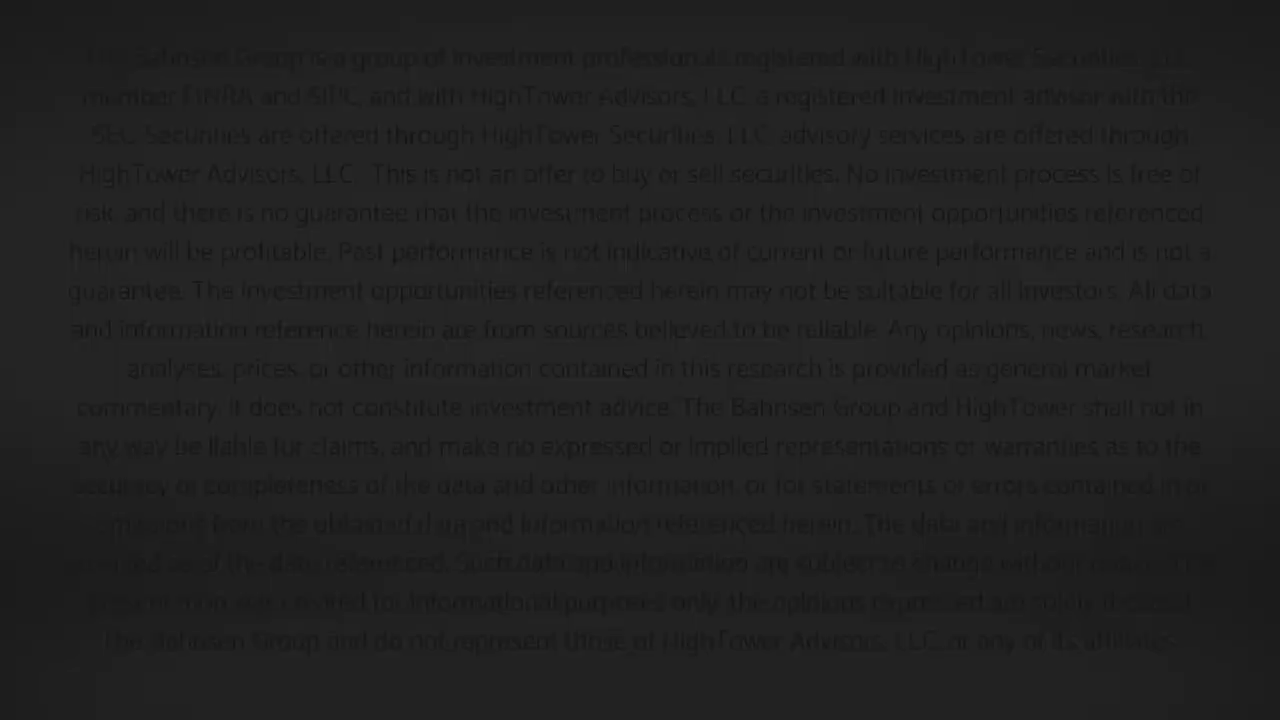 The Bahnsen Group is a group of investment professionals registered with HighTower Securities, LLC,
member FINRA and SIPC, and with HighTower Advisors, LLC, a registered investment advisor with the
SEC. Securities are offered through HighTower Securities, LLC; advisory services are offered through
HighTower Advisors, LLC. This is not an offer to buy or sell securities. No investment process is free of
risk, and there is no guarantee that the investment process or the investment opportunities referenced
herein will be profitable. Past performance is not indicative of current or future performance and is not a
guarantee. The investment opportunities referenced herein may not be suitable for all investors. All data
and information reference herein are from sources believed to be reliable. Any opinions, news, research,
analyses, prices, or other information contained in this research is provided as general market
commentary, it does not constitute investment advice. The Bahnsen Group and HighTower shall not in
any way be liable for claims, and make no expressed or implied representations or warranties as to the
accuracy or completeness of the data and other information, or for statements or errors contained in or
omissions from the obtained data and information referenced herein. The data and information are
provided as of the date referenced. Such data and information are subject to change without notice. This
document was created for informational purposes only; the opinions expressed are solely those of
The Bahnsen Group and do not represent those of HighTower Advisors, LLC, or any of its affiliates.